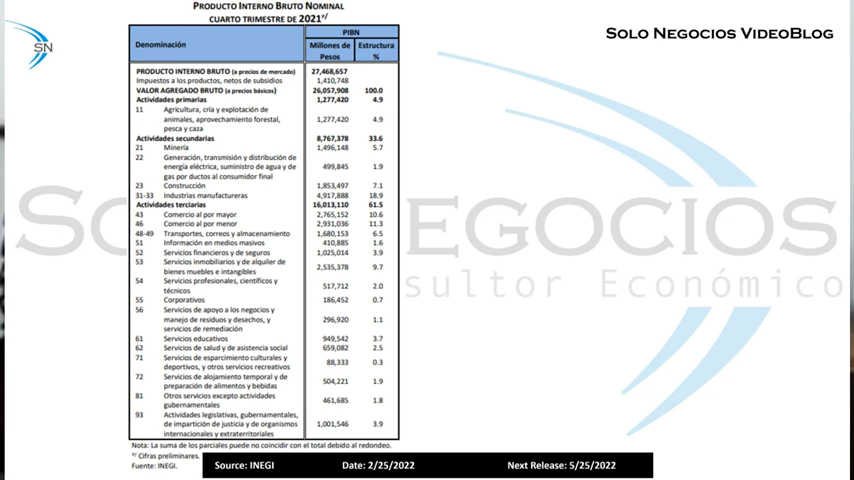 PRODUCTO INTERNO BRUTO NOMINAL
CUARTO TRIMESTRE DE 2021ᵖ/
SOLO NEGOCIOS VIDEOBLOG
SN
Denominación
PIBN
Millones de Pesos
Estructura %
PRODUCTO INTERNO BRUTO (a precios de mercado) 27,468,657
Impuestos a los productos, netos de subsidios 1,410,748
VALOR AGREGADO BRUTO (a precios básicos) 26,057,908 100.0
Actividades primarias 1,277,420 4.9
11 Agricultura, cría y explotación de
animales, aprovechamiento forestal, 1,277,420 4.9
pesca y caza
Actividades secundarias 8,767,378 33.6
21 Minería 1,496,148 5.7
22 Generación, transmisión y distribución de
energía eléctrica, suministro de agua y de 499,845 1.9
gas por ductos al consumidor final
23 Construcción 1,853,497 7.1
31-33 Industrias manufactureras 4,917,888 18.9
Actividades terciarias 16,013,110 61.5
43 Comercio al por mayor 2,765,152 10.6
46 Comercio al por menor 2,931,036 11.3
48-49 Transportes, correos y almacenamiento 1,680,153 6.5
51 Información en medios masivos 410,885 1.6
52 Servicios financieros y de seguros 1,025,014 3.9
53 Servicios inmobiliarios y de alquiler de
bienes muebles e intangibles 2,535,378 9.7
54 Servicios profesionales, científicos y
técnicos 517,712 2.0
55 Corporativos 186,452 0.7
56 Servicios de apoyo a los negocios y
manejo de residuos y desechos, y 296,920 1.1
servicios de remediación
61 Servicios educativos 949,542 3.7
62 Servicios de salud y de asistencia social 659,082 2.5
71 Servicios de esparcimiento culturales y
deportivos, y otros servicios recreativos 88,333 0.3
72 Servicios de alojamiento temporal y de
preparación de alimentos y bebidas 504,221 1.9
81 Otros servicios excepto actividades
gubernamentales 461,685 1.8
93 Actividades legislativas, gubernamentales,
de impartición de justicia y de organismos 1,001,546 3.9
internacionales y extraterritoriales
Nota: La suma de los parciales puede no coincidir con el total debido al redondeo.
ᵖ/ Cifras preliminares.
Fuente: INEGI.
Source: INEGI Date: 2/25/2022 Next Release: 5/25/2022